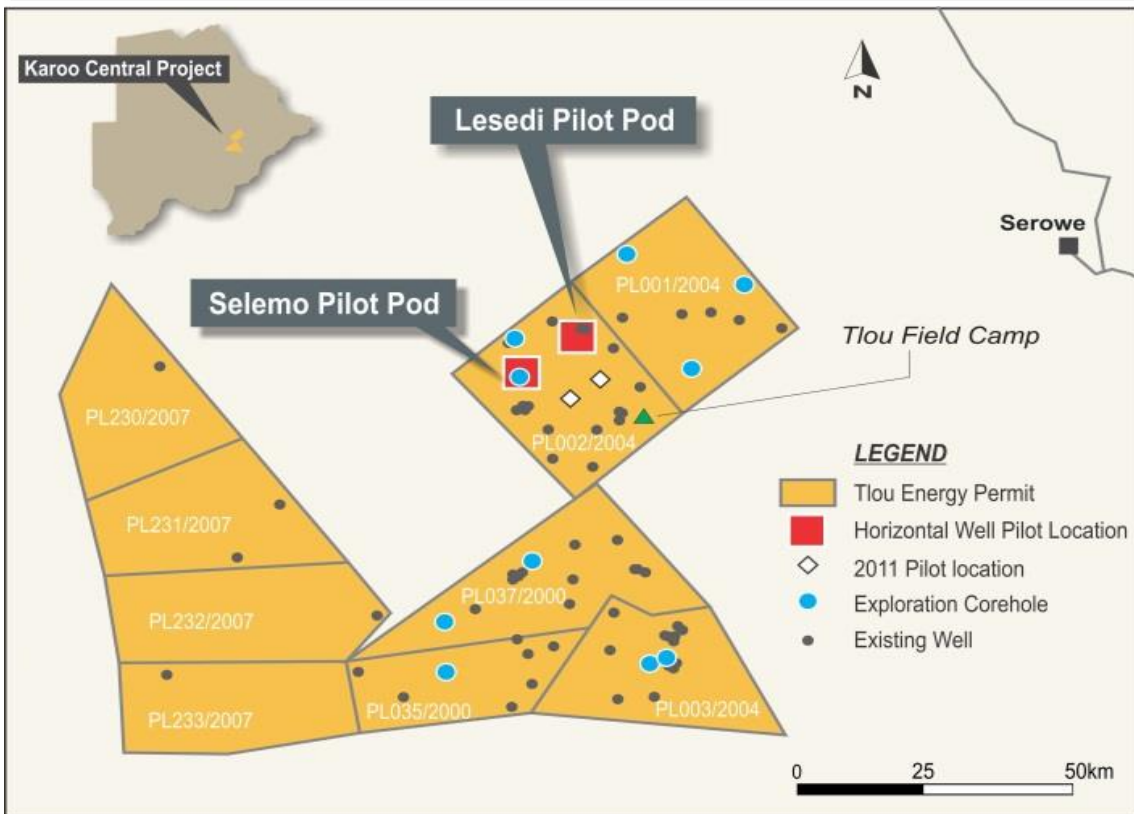 Karoo Central Project
N
Lesedi Pilot Pod
Serowe
PL001/2004
Selemo Pilot Pod
Tlou Field Camp
PL230/2007
PL002/2004
LEGEND
Tlou Energy Permit
PL231/2007
Horizontal Well Pilot Location
2011 Pilot location
PL037/2000
Exploration Corehole
PL232/2007
Existing Well
PL233/2007
PL035/2000
PL003/2004
0 25 50km